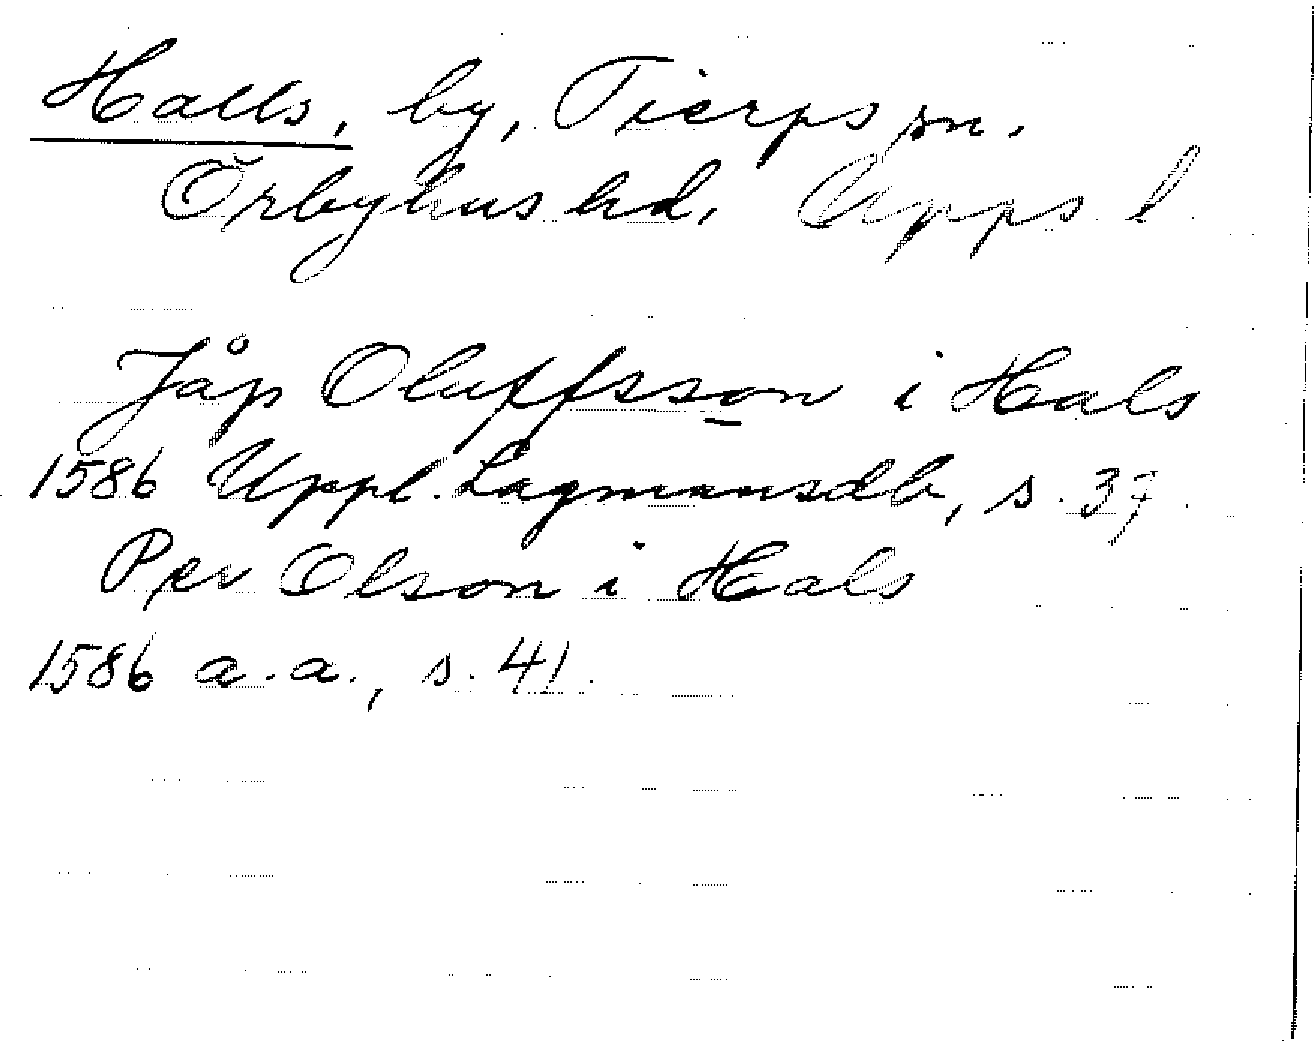 Halls, by, Tierps sn.
Örbyhus hd. Upps l.
Jåp Oluffsson i Hals
1586 Uppl. Lagmansdb, s. 37.
Per Olson i Hals
1586 a.a., s. 41.